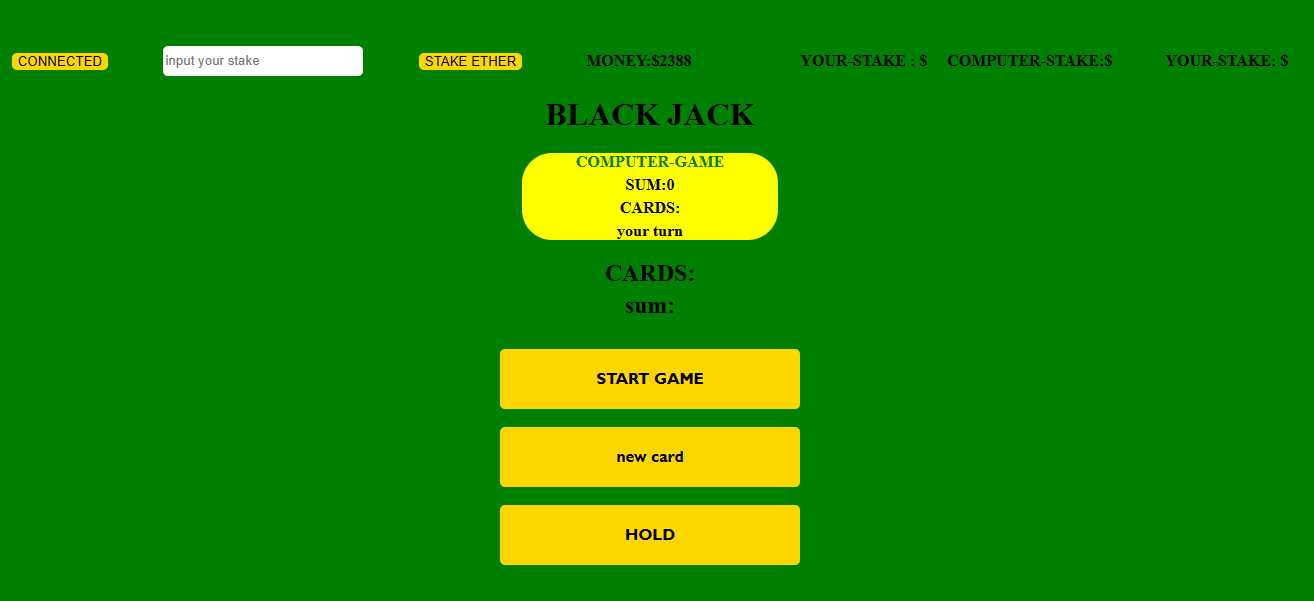 CONNECTED input your stake STAKE ETHER MONEY:$2388 YOUR-STAKE : $ COMPUTER-STAKE:$ YOUR-STAKE: $
BLACK JACK
COMPUTER-GAME
SUM:0
CARDS:
your turn
CARDS:
sum:
START GAME
new card
HOLD